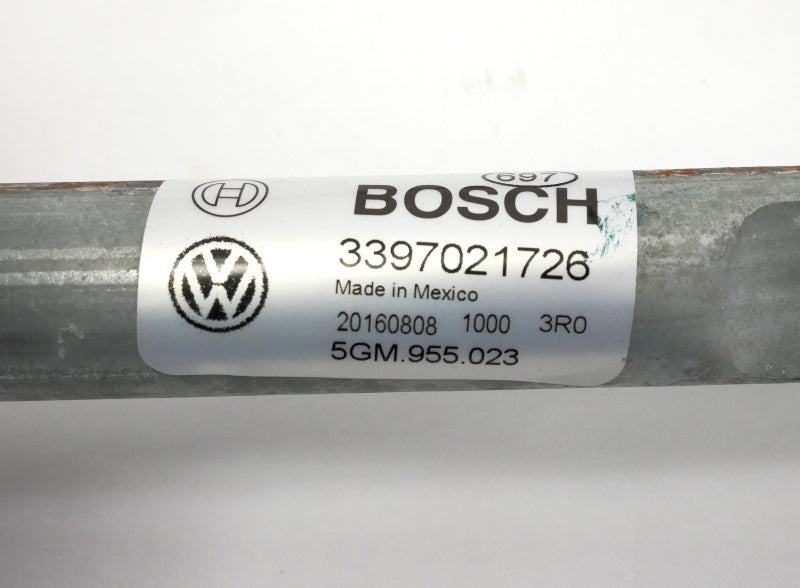 697
BOSCH
3397021726
Made in Mexico
20160808 1000 3R0
5GM.955.023